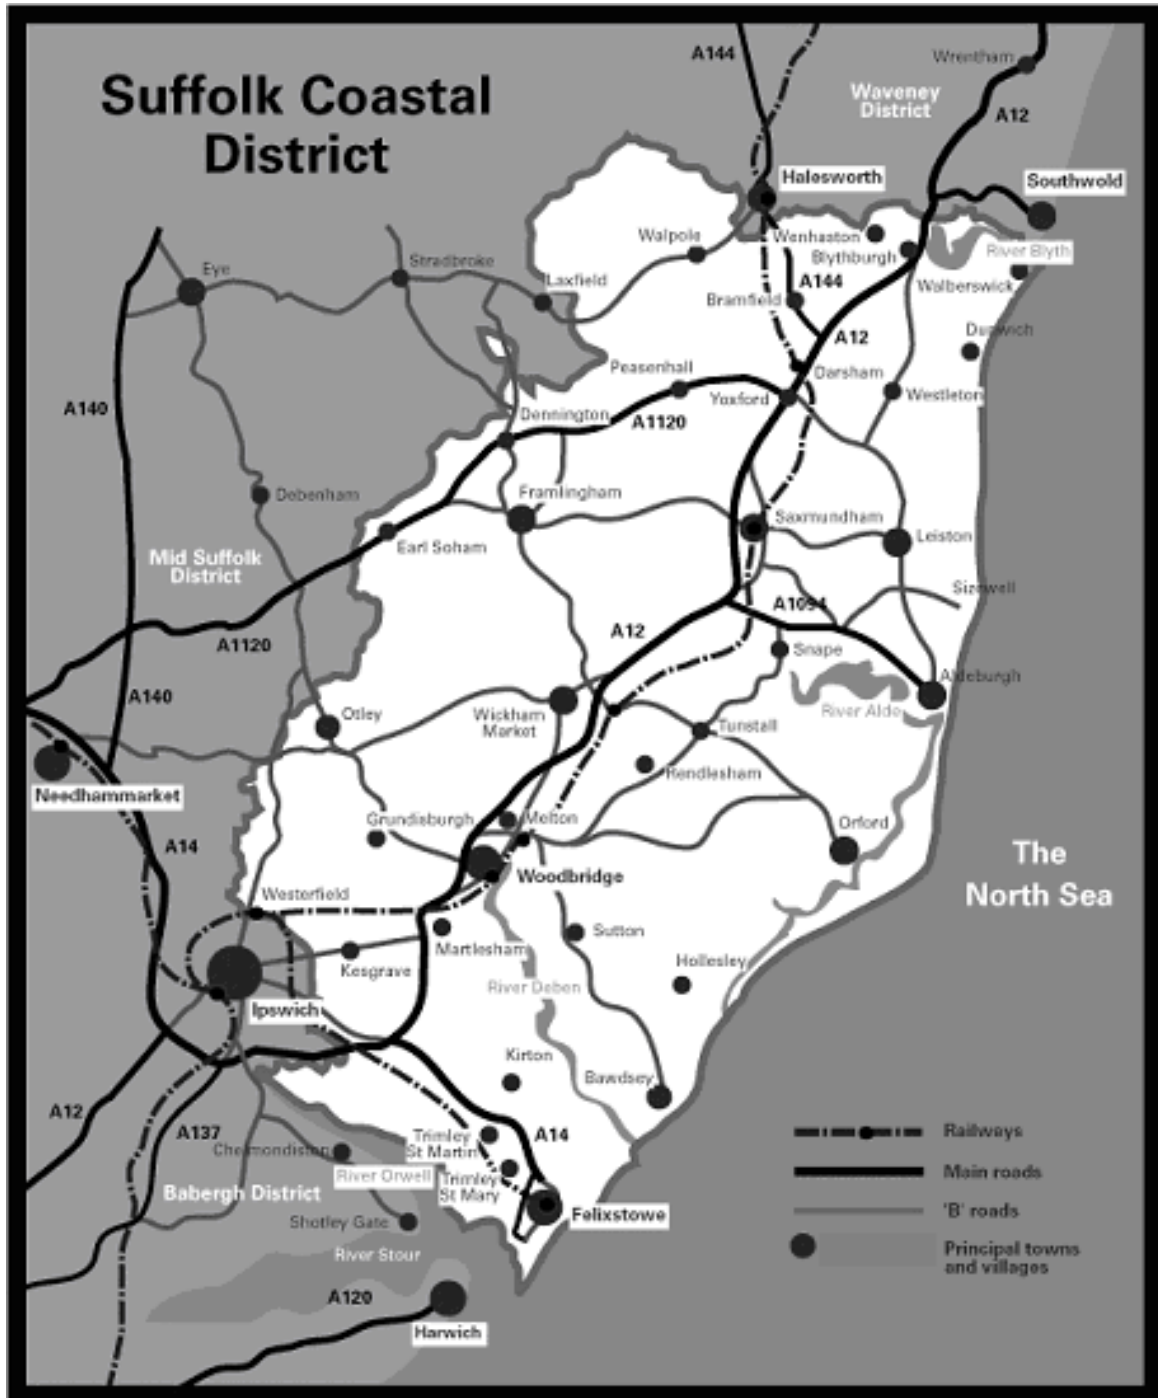 Suffolk Coastal
District
A144
Wrentham
Waveney
District
A12
Halesworth
Southwold
Walpole
Wenhaston
Blythburgh
River Blyth
Eye
Stradbroke
Laxfield
Bramfield
A144
Walberswick
A12
Dunwich
Peasenhall
Darsham
A140
Dennington
A1120
Yoxford
Westleton
Framlingham
Debenham
Saxmundham
Earl Soham
Leiston
Mid Suffolk
District
Sizewell
A1094
A12
A1120
Snape
Aldeburgh
A140
Otley
Wickham
Market
River Alde
Tunstall
Rendlesham
Needhammarket
Grundisburgh
Melton
Orford
A14
The
North Sea
Woodbridge
Westerfield
Sutton
Martlesham
Kesgrave
Hollesley
River Deben
Ipswich
Kirton
Bawdsey
A12
A137
Trimley
St Martin
A14
Railways
Chelmondiston
River Orwell
Trimley
St Mary
Main roads
Babergh District
Felixstowe
'B' roads
Shotley Gate
River Stour
Principal towns
and villages
A120
Harwich